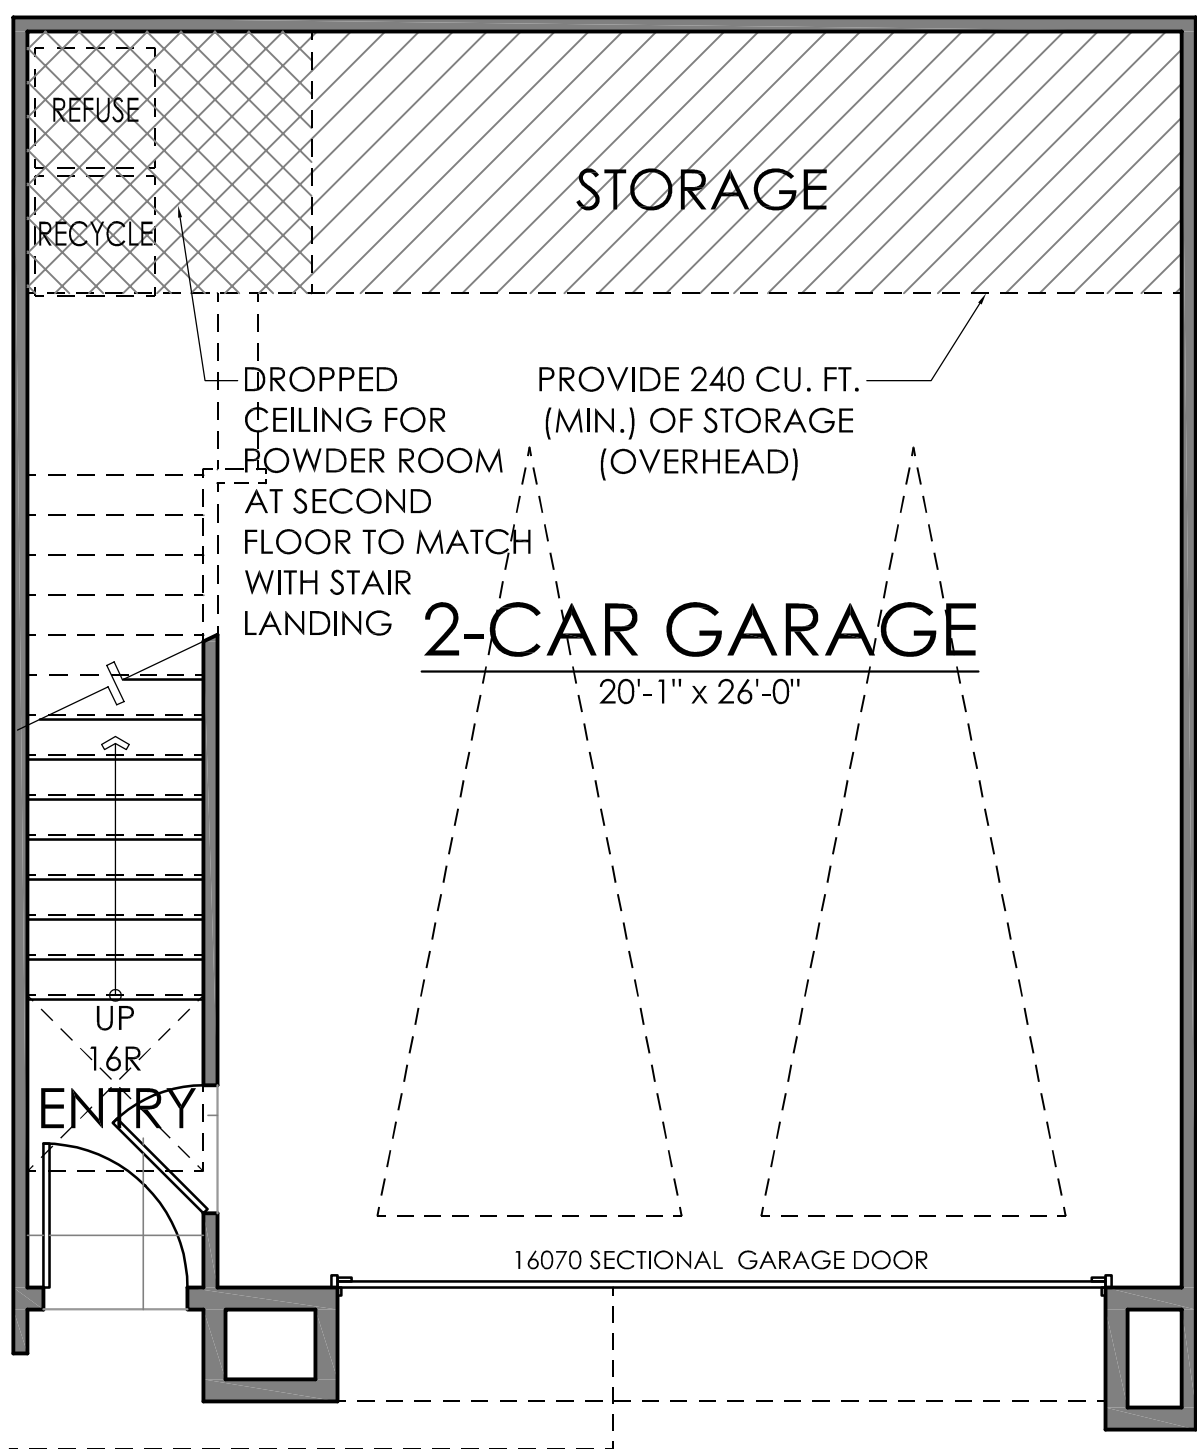 REFUSE
RECYCLE
STORAGE
DROPPED
CEILING FOR
POWDER ROOM
AT SECOND
FLOOR TO MATCH
WITH STAIR
LANDING
PROVIDE 240 CU. FT.
(MIN.) OF STORAGE
(OVERHEAD)
2-CAR GARAGE
20'-1" x 26'-0"
UP
16R
ENTRY
16070 SECTIONAL GARAGE DOOR